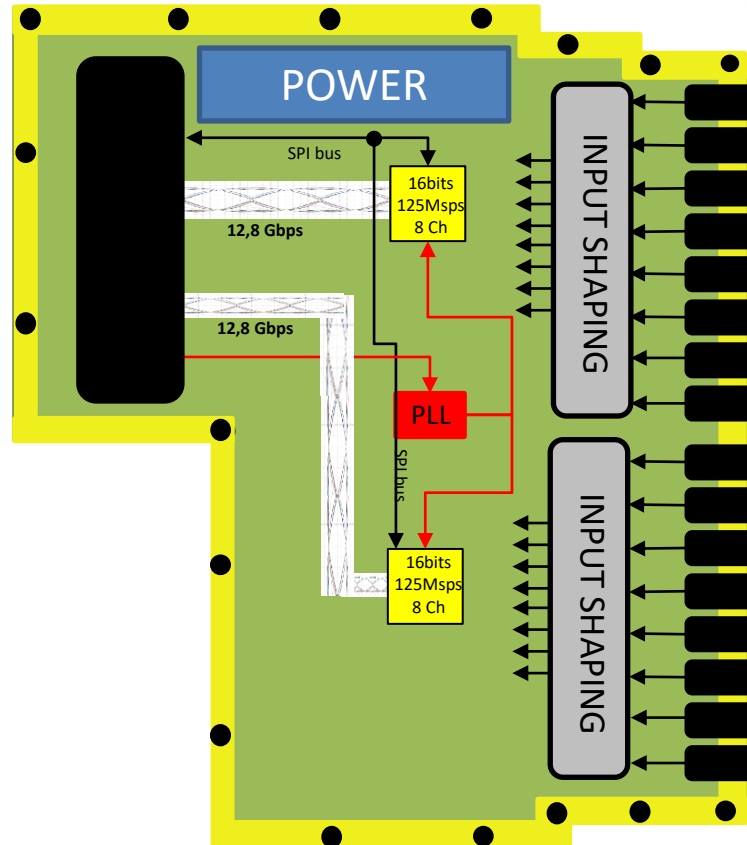 POWER
SPI bus
16bits
125Msps
8 Ch
12,8 Gbps
12,8 Gbps
PLL
SPI bus
16bits
125Msps
8 Ch
INPUT SHAPING
INPUT SHAPING